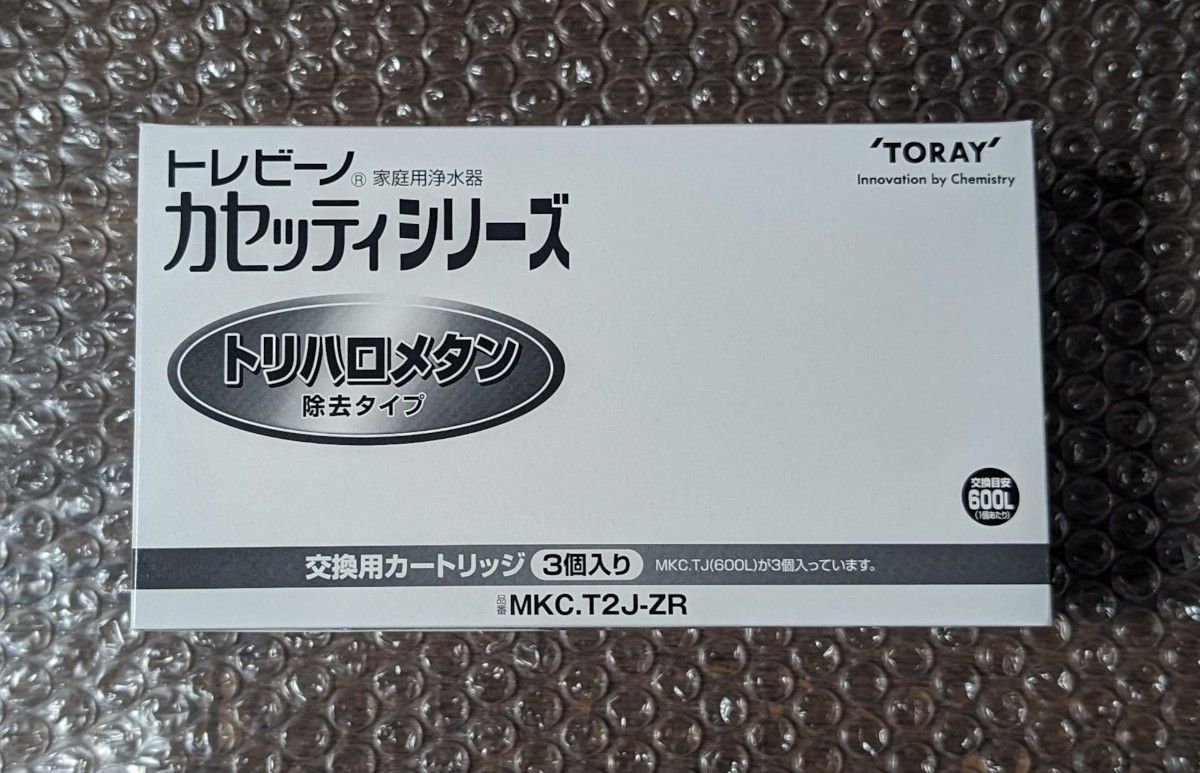 トレビーノ® 家庭用浄水器
カセッティシリーズ
'TORAY'
Innovation by Chemistry
トリハロメタン
除去タイプ
交換目安
600L
(1個あたり)
交換用カートリッジ 3個入り MKC.TJ(600L)が3個入っています。
品番 MKC.T2J-ZR